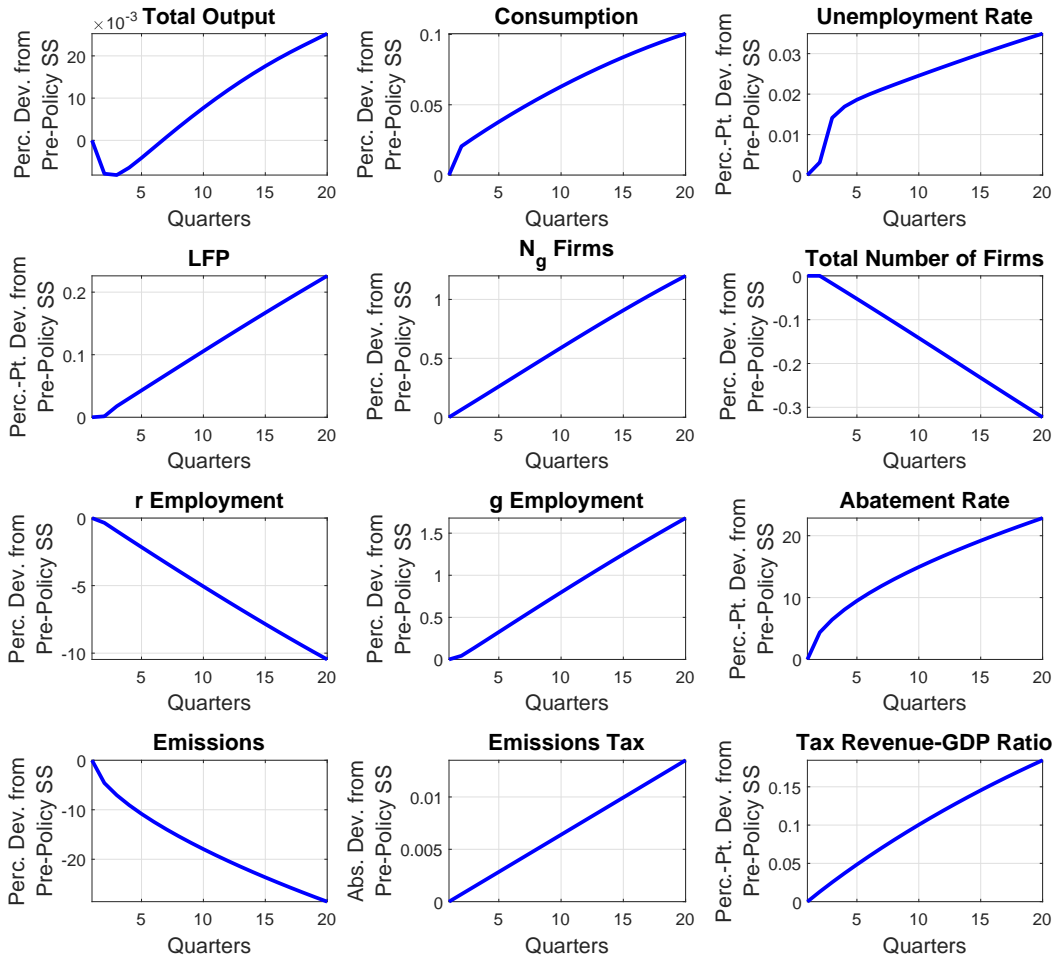 Total Output
×10⁻³
Perc. Dev. from
Pre-Policy SS
20
10
0
5 10 15 20
Quarters
Consumption
Perc. Dev. from
Pre-Policy SS
0.1
0.05
0
5 10 15 20
Quarters
Unemployment Rate
Perc.-Pt. Dev. from
Pre-Policy SS
0.03
0.02
0.01
0
5 10 15 20
Quarters
LFP
Perc.-Pt. Dev. from
Pre-Policy SS
0.2
0.1
0
5 10 15 20
Quarters
N_g Firms
Perc. Dev. from
Pre-Policy SS
1
0.5
0
5 10 15 20
Quarters
Total Number of Firms
Perc. Dev. from
Pre-Policy SS
0
-0.1
-0.2
-0.3
5 10 15 20
Quarters
r Employment
Perc. Dev. from
Pre-Policy SS
0
-5
-10
5 10 15 20
Quarters
g Employment
Perc. Dev. from
Pre-Policy SS
1.5
1
0.5
0
5 10 15 20
Quarters
Abatement Rate
Perc.-Pt. Dev. from
Pre-Policy SS
20
10
0
5 10 15 20
Quarters
Emissions
Perc. Dev. from
Pre-Policy SS
0
-10
-20
5 10 15 20
Quarters
Emissions Tax
Abs. Dev. from
Pre-Policy SS
0.01
0.005
0
5 10 15 20
Quarters
Tax Revenue-GDP Ratio
Perc.-Pt. Dev. from
Pre-Policy SS
0.15
0.1
0.05
0
5 10 15 20
Quarters